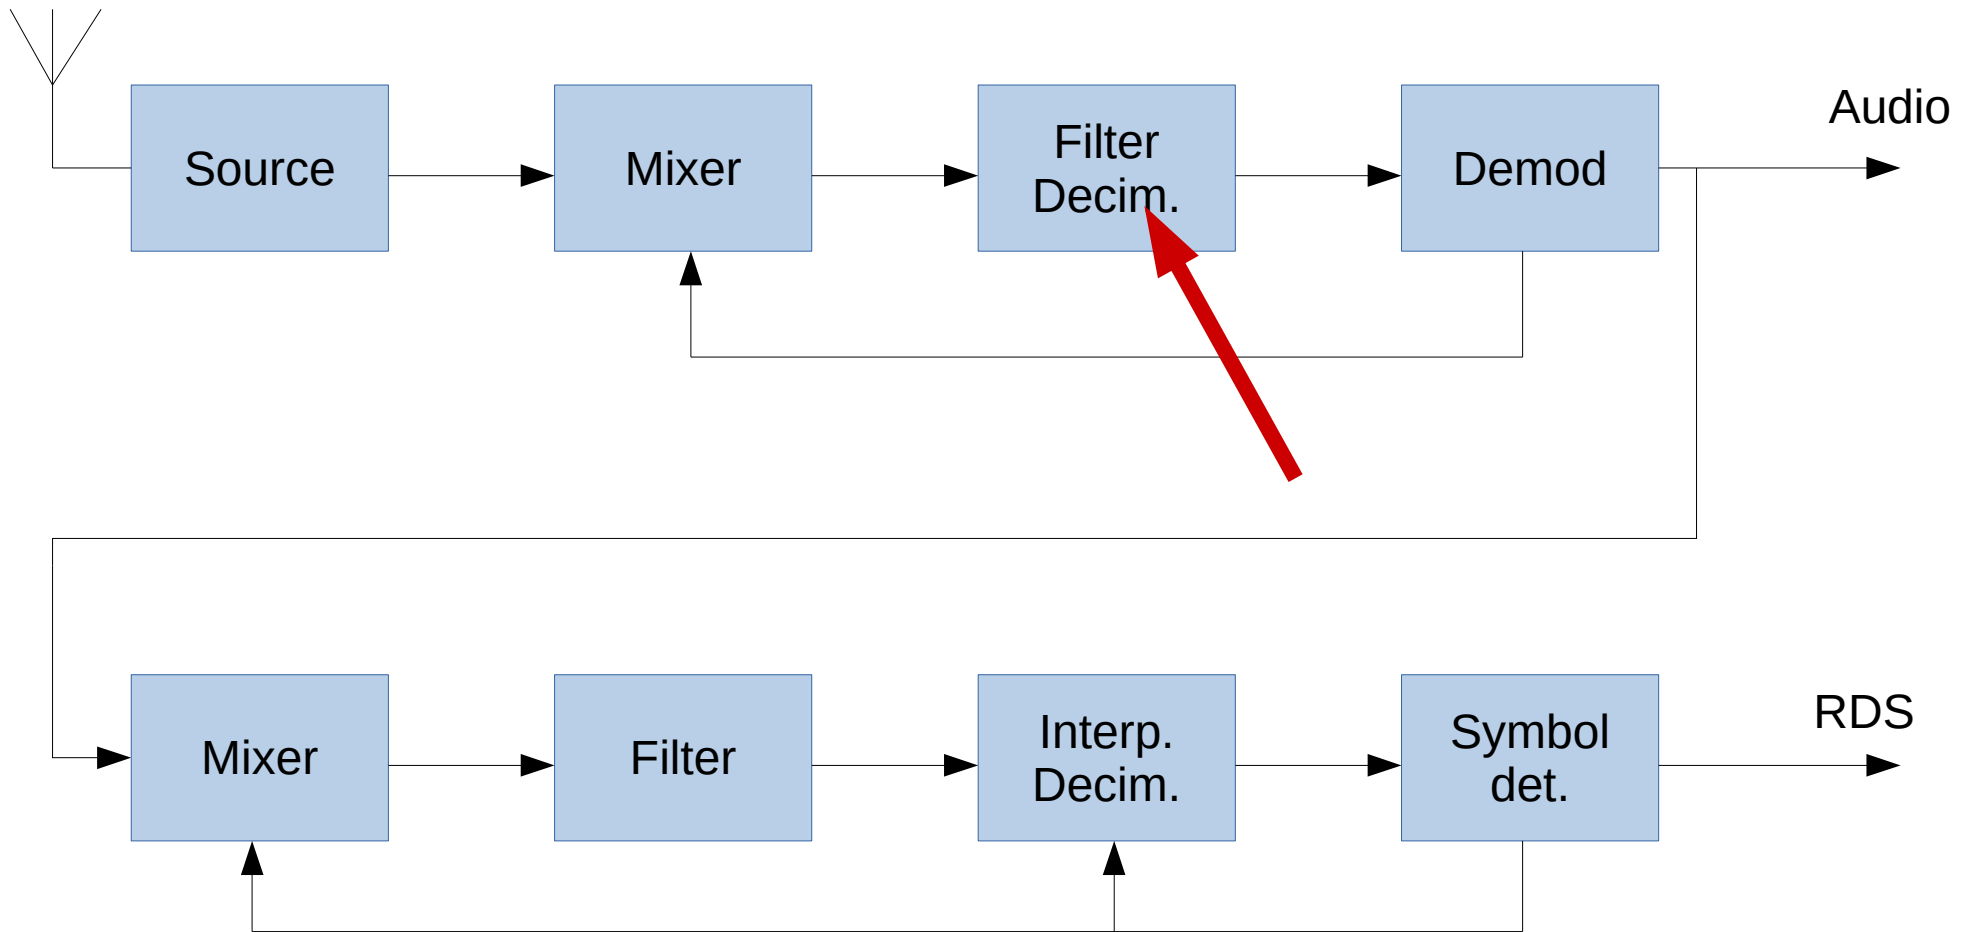 Audio
Source
Mixer
Filter
Decim.
Demod
RDS
Mixer
Filter
Interp.
Decim.
Symbol
det.